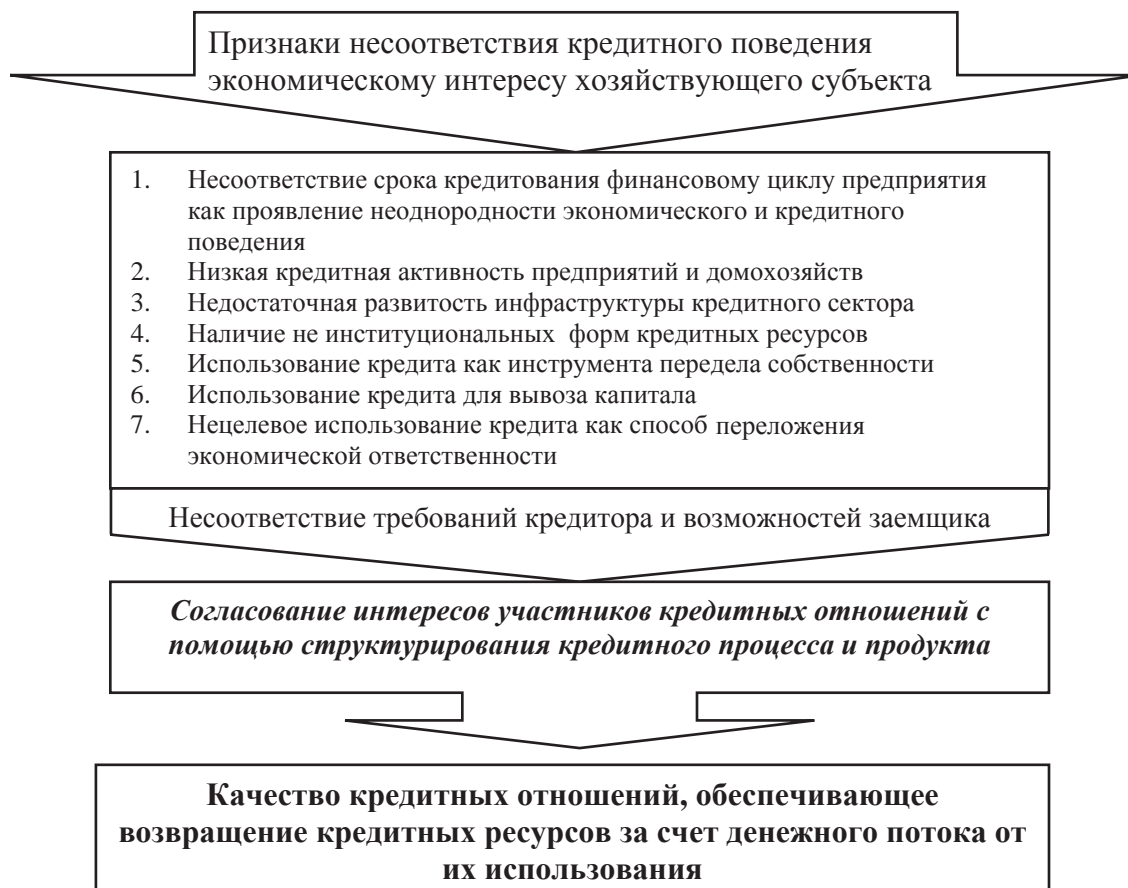 Признаки несоответствия кредитного поведения
экономическому интересу хозяйствующего субъекта
1. Несоответствие срока кредитования финансовому циклу предприятия
как проявление неоднородности экономического и кредитного
поведения
2. Низкая кредитная активность предприятий и домохозяйств
3. Недостаточная развитость инфраструктуры кредитного сектора
4. Наличие не институциональных форм кредитных ресурсов
5. Использование кредита как инструмента передела собственности
6. Использование кредита для вывоза капитала
7. Нецелевое использование кредита как способ переложения
экономической ответственности
Несоответствие требований кредитора и возможностей заемщика
Согласование интересов участников кредитных отношений с
помощью структурирования кредитного процесса и продукта
Качество кредитных отношений, обеспечивающее
возвращение кредитных ресурсов за счет денежного потока от
их использования